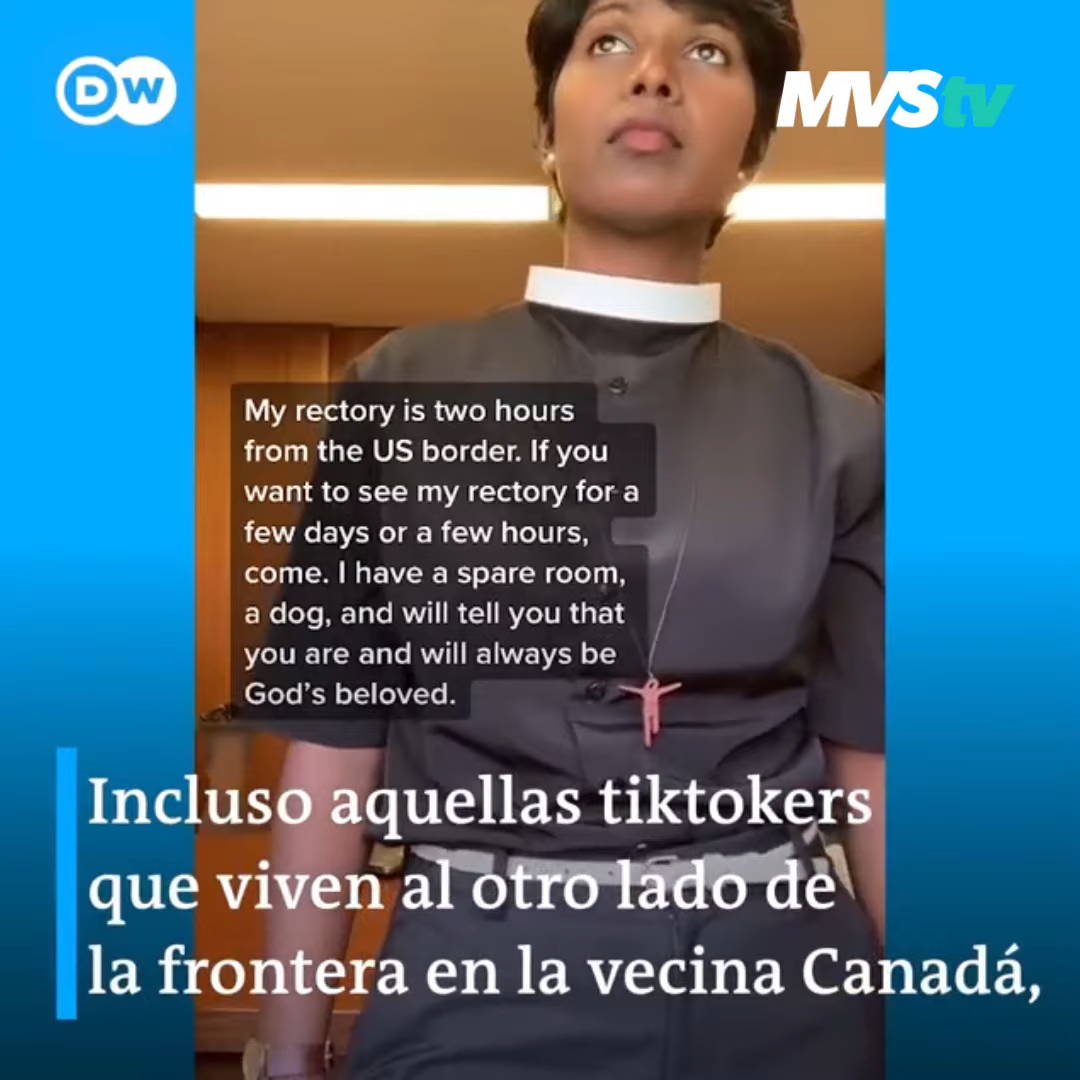 DW
MVStv
My rectory is two hours
from the US border. If you
want to see my rectory for a
few days or a few hours,
come. I have a spare room,
a dog, and will tell you that
you are and will always be
God's beloved.
Incluso aquellas tiktokers
que viven al otro lado de
la frontera en la vecina Canadá,